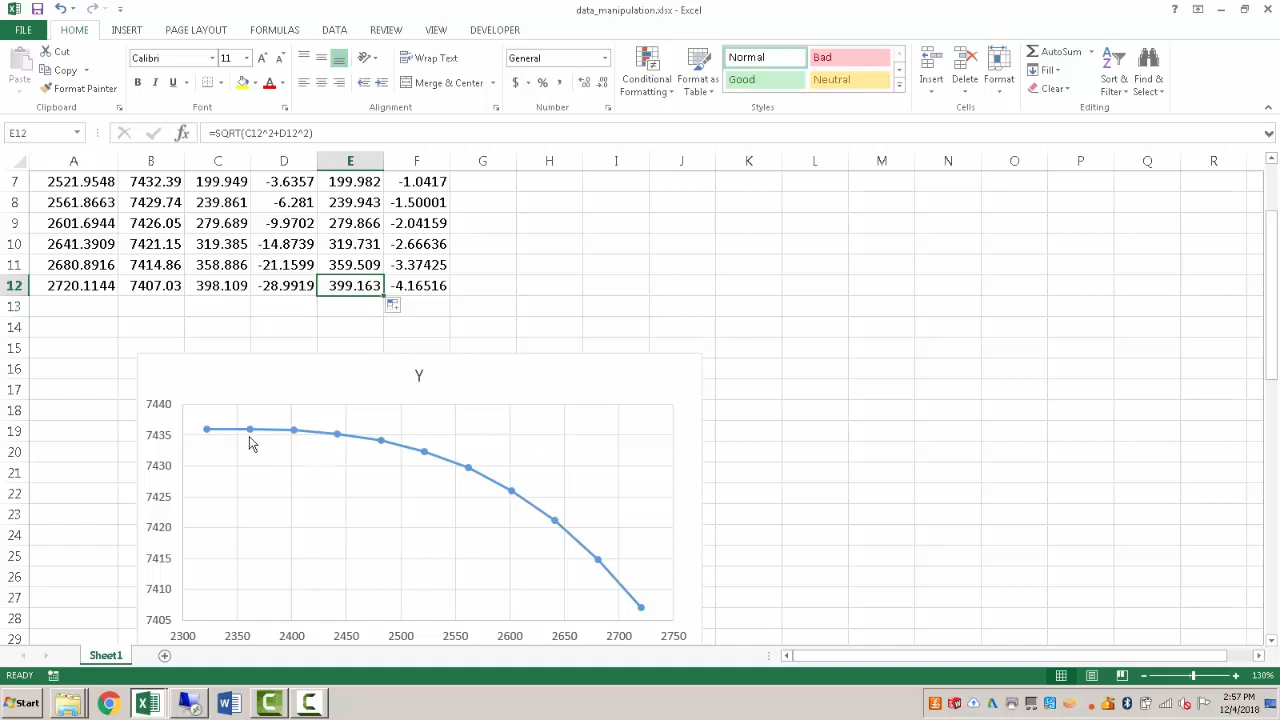 data_manipulation.xlsx - Excel
FILE HOME INSERT PAGE LAYOUT FORMULAS DATA REVIEW VIEW DEVELOPER
Paste
Cut
Copy
Format Painter
Clipboard
Calibri 11
B I U
Font
Wrap Text
Merge & Center
Alignment
General
$ % ,
Number
Conditional Formatting
Format as Table
Normal Bad
Good Neutral
Styles
Insert Delete Format
Cells
AutoSum
Fill
Clear
Sort & Filter
Find & Select
Editing
E12 fx =SQRT(C12^2+D12^2)
A B C D E F G H I J K L M N O P Q R
7 2521.9548 7432.39 199.949 -3.6357 199.982 -1.0417
8 2561.8663 7429.74 239.861 -6.281 239.943 -1.50001
9 2601.6944 7426.05 279.689 -9.9702 279.866 -2.04159
10 2641.3909 7421.15 319.385 -14.8739 319.731 -2.66636
11 2680.8916 7414.86 358.886 -21.1599 359.509 -3.37425
12 2720.1144 7407.03 398.109 -28.9919 399.163 -4.16516
13
14
15
16
17
18
19
20
21
22
23
24
25
26
27
28
29
Y
7440
7435
7430
7425
7420
7415
7410
7405
2300 2350 2400 2450 2500 2550 2600 2650 2700 2750
Sheet1
READY 130%
Start 2:57 PM
12/4/2018